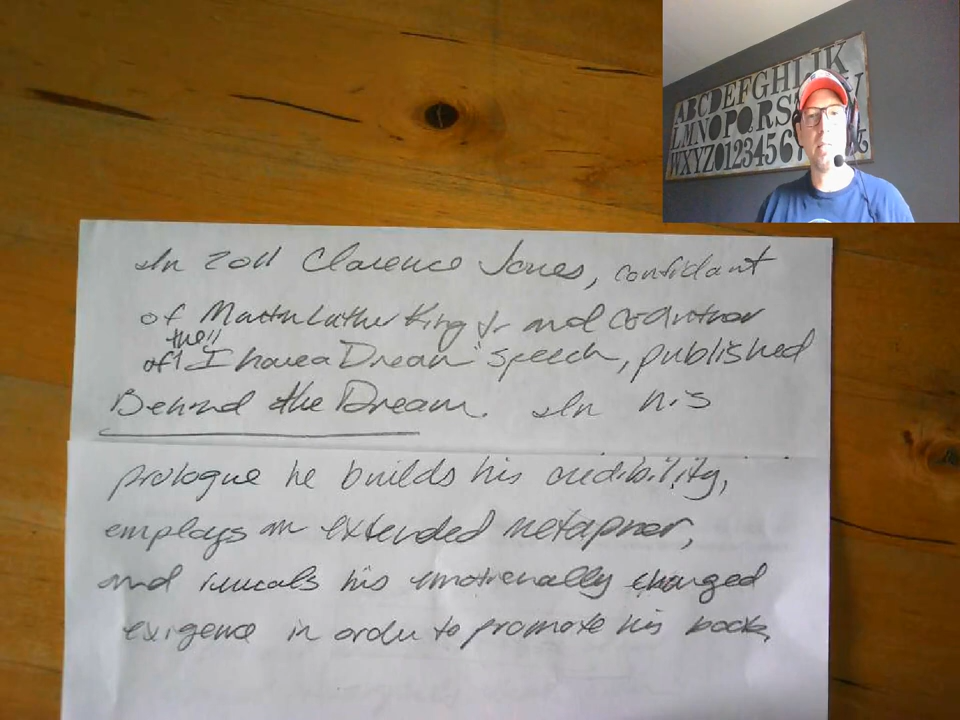 ABCDEFGHIJK
LMNOPQRS
WXYZ0123456
&
In 2011 Clarence Jones, confidant
of Martin Luther King Jr and coauthor
of the "I have a Dream" speech, published
Behind the Dream. In his
prologue he builds his credibility,
employs an extended metaphor,
and reveals his emotionally charged
exigence in order to promote his book.